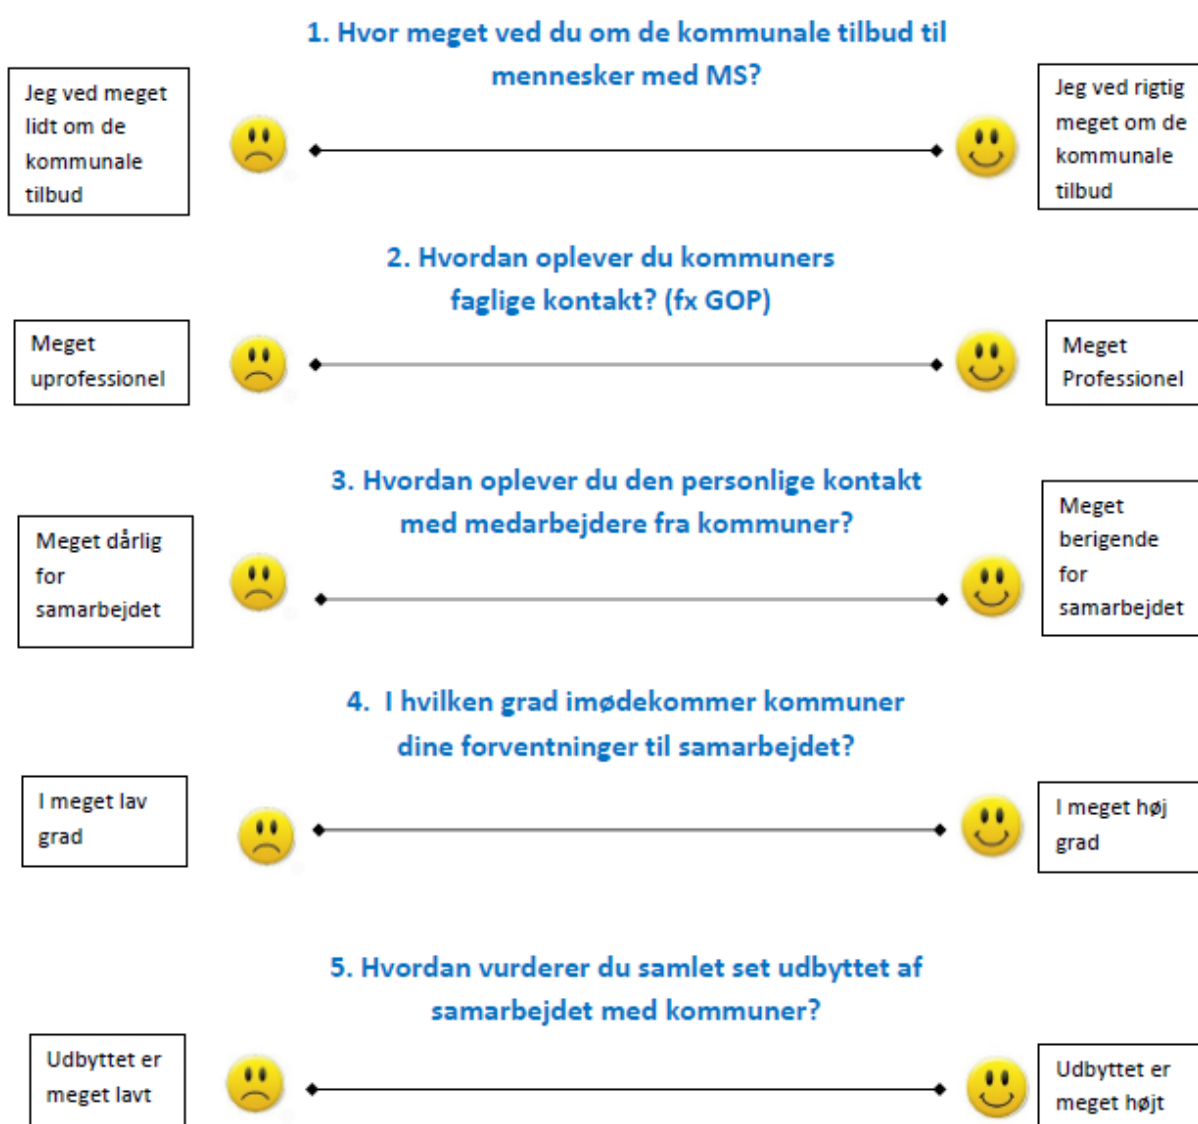 1. Hvor meget ved du om de kommunale tilbud til
mennesker med MS?
Jeg ved meget
lidt om de
kommunale
tilbud
Jeg ved rigtig
meget om de
kommunale
tilbud
2. Hvordan oplever du kommuners
faglige kontakt? (fx GOP)
Meget
uprofessionel
Meget
Professionel
3. Hvordan oplever du den personlige kontakt
med medarbejdere fra kommuner?
Meget dårlig
for
samarbejdet
Meget
berigende
for
samarbejdet
4. I hvilken grad imødekommer kommuner
dine forventninger til samarbejdet?
I meget lav
grad
I meget høj
grad
5. Hvordan vurderer du samlet set udbyttet af
samarbejdet med kommuner?
Udbyttet er
meget lavt
Udbyttet er
meget højt